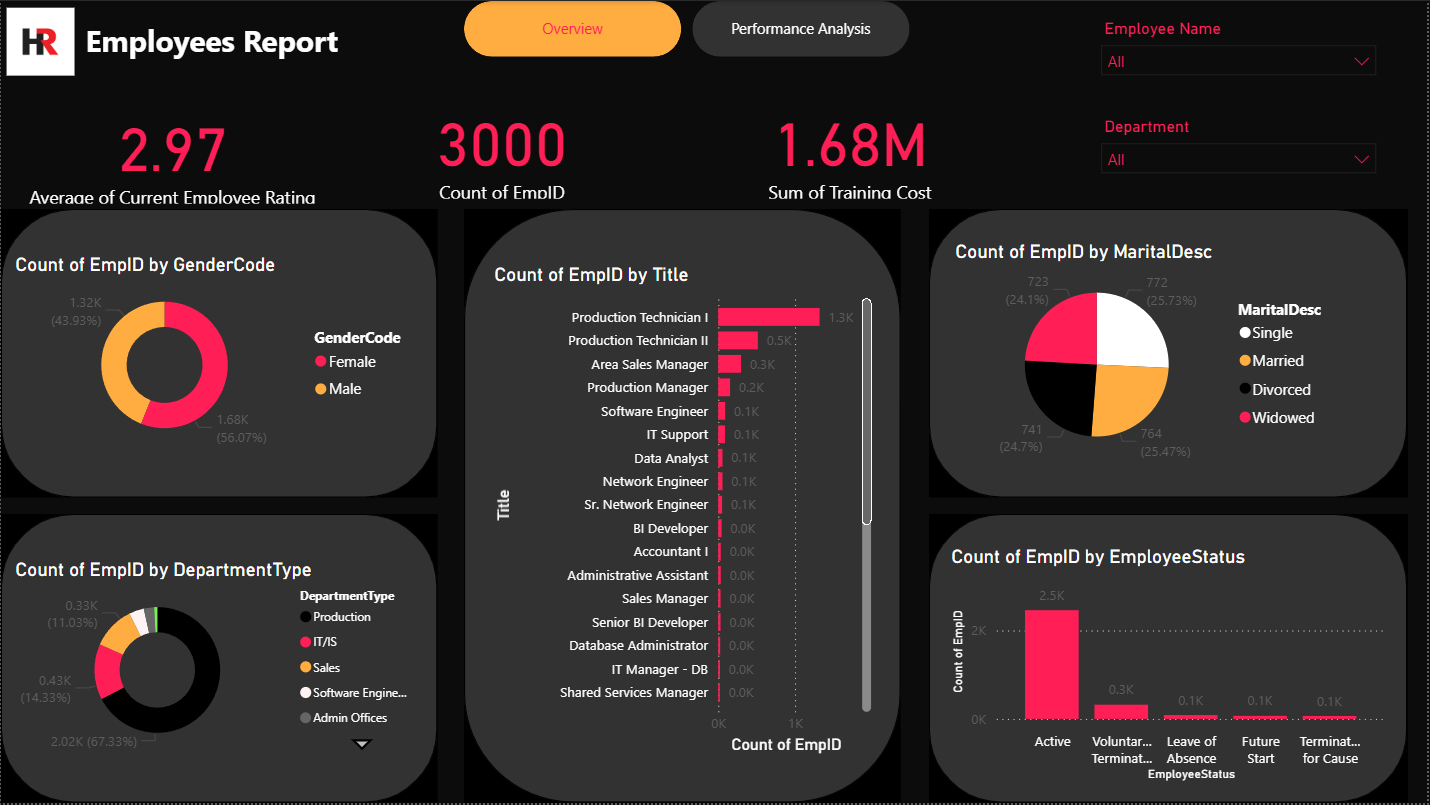 HR
Employees Report
Overview
Performance Analysis
Employee Name
All
Department
All
2.97
Average of Current Employee Rating
3000
Count of EmpID
1.68M
Sum of Training Cost
Count of EmpID by GenderCode
1.32K
(43.93%)
1.68K
(56.07%)
GenderCode
Female
Male
Count of EmpID by DepartmentType
0.33K
(11.03%)
0.43K
(14.33%)
2.02K (67.33%)
DepartmentType
Production
IT/IS
Sales
Software Engine...
Admin Offices
Count of EmpID by Title
Title
Production Technician I 1.3K
Production Technician II 0.5K
Area Sales Manager 0.3K
Production Manager 0.2K
Software Engineer 0.1K
IT Support 0.1K
Data Analyst 0.1K
Network Engineer 0.1K
Sr. Network Engineer 0.1K
BI Developer 0.0K
Accountant I 0.0K
Administrative Assistant 0.0K
Sales Manager 0.0K
Senior BI Developer 0.0K
Database Administrator 0.0K
IT Manager - DB 0.0K
Shared Services Manager 0.0K
0K 1K
Count of EmpID
Count of EmpID by MaritalDesc
723
(24.1%)
772
(25.73%)
741
(24.7%)
764
(25.47%)
MaritalDesc
Single
Married
Divorced
Widowed
Count of EmpID by EmployeeStatus
Count of EmpID
2K
0K
2.5K
0.3K
0.1K
0.1K
0.1K
Active
Voluntar...
Terminat...
Leave of
Absence
Future
Start
Terminat...
for Cause
EmployeeStatus